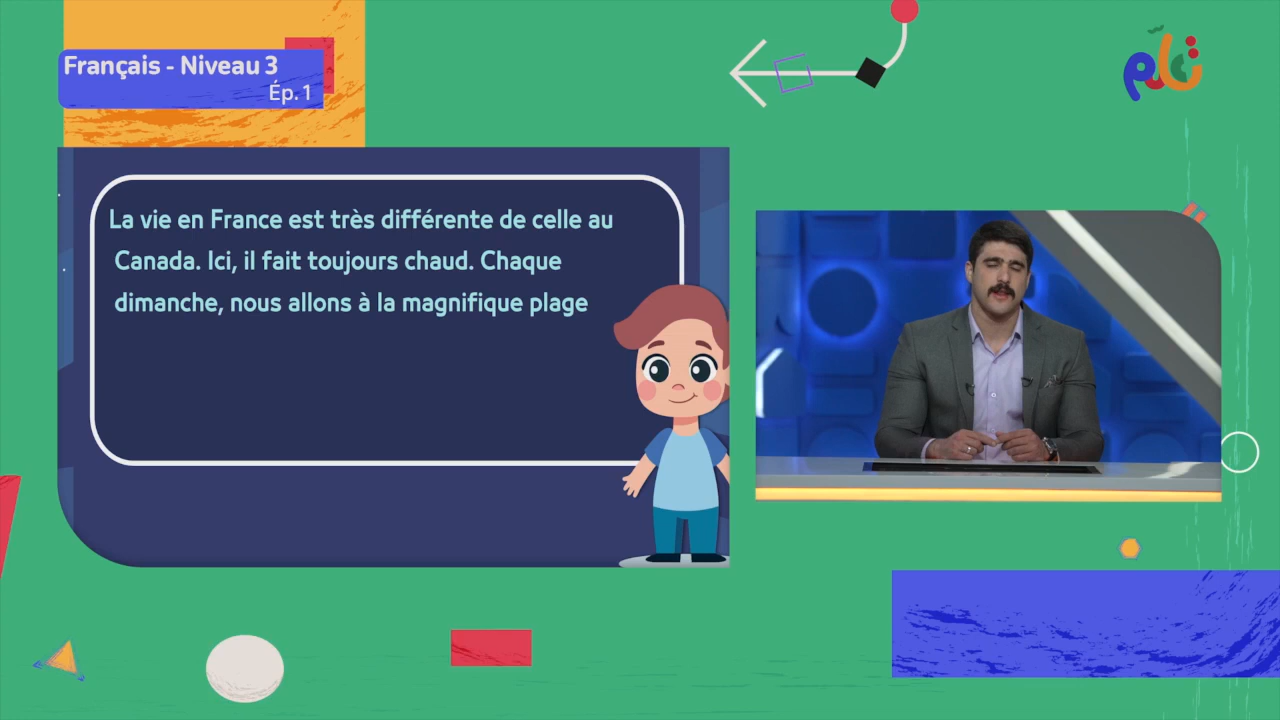 Français - Niveau 3
Ép. 1
La vie en France est très différente de celle au
Canada. Ici, il fait toujours chaud. Chaque
dimanche, nous allons à la magnifique plage